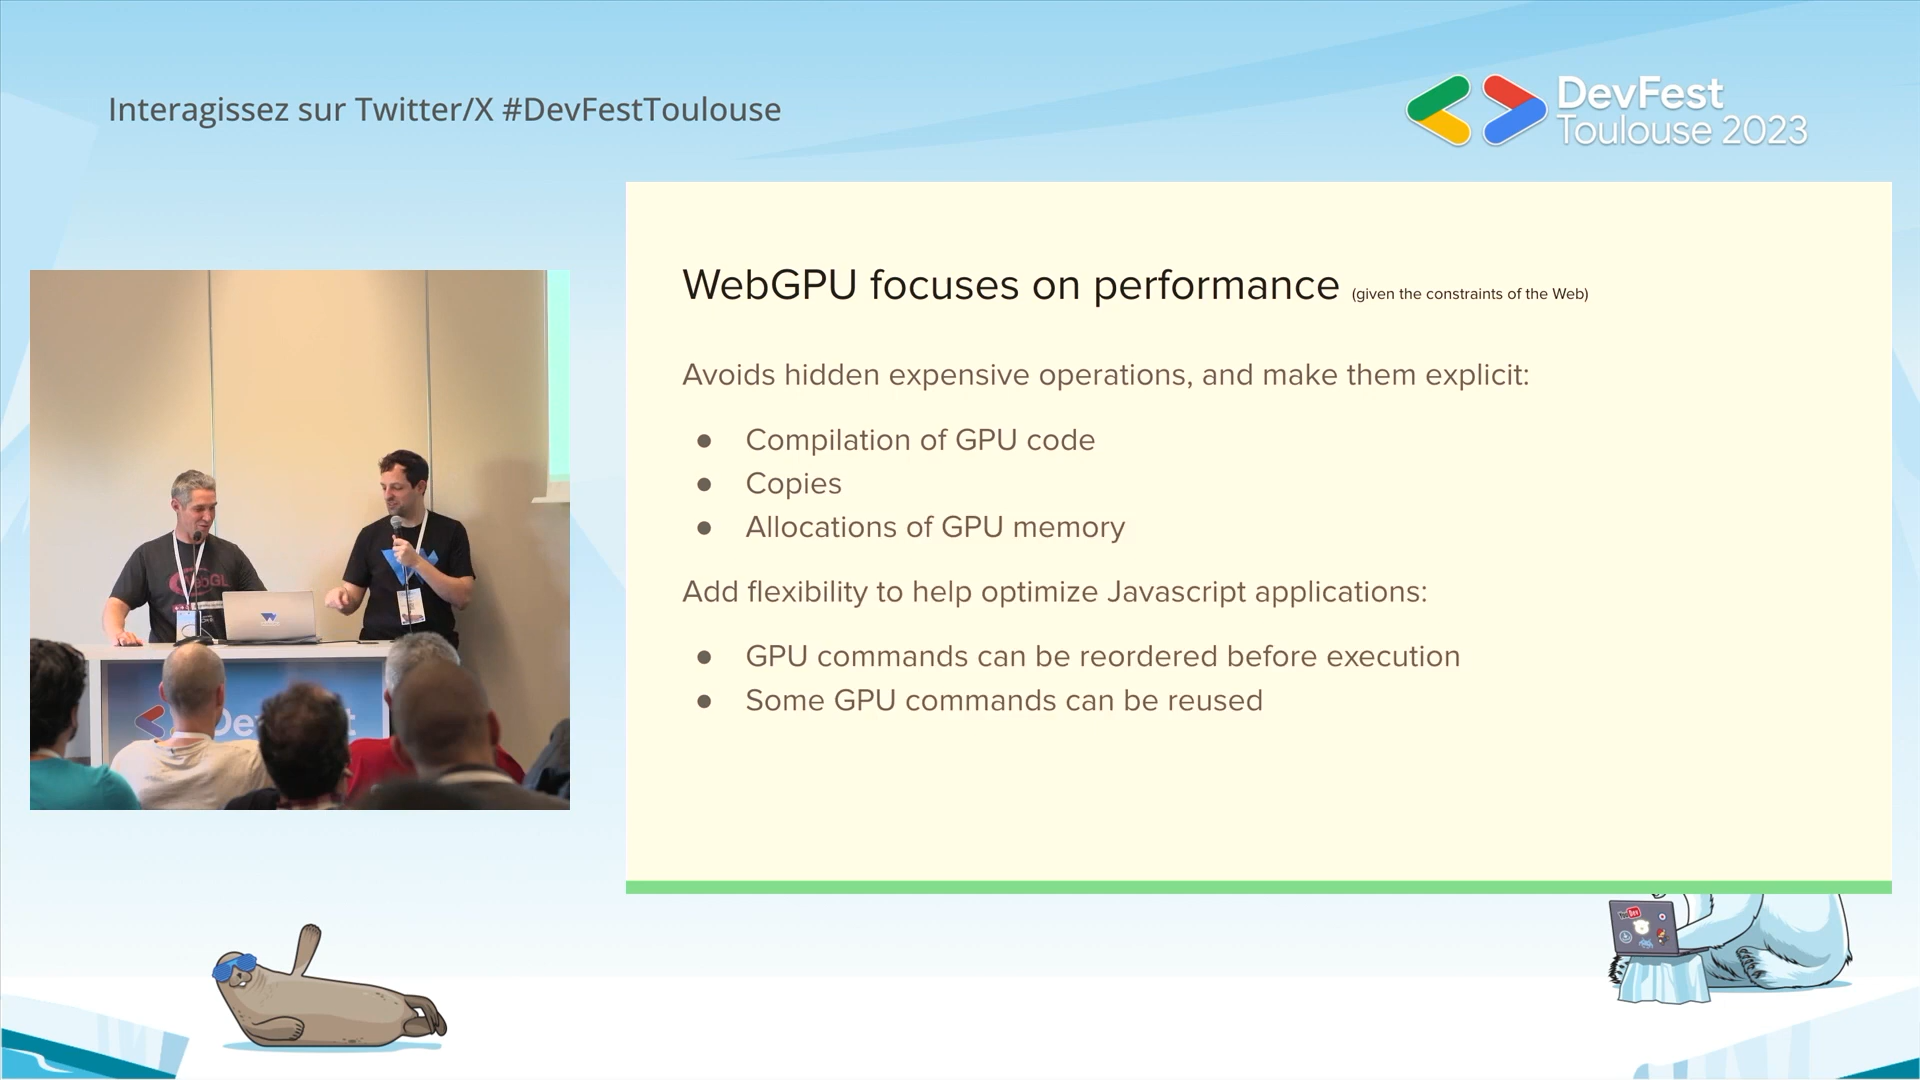 Interagissez sur Twitter/X #DevFestToulouse
DevFest
Toulouse 2023
WebGPU focuses on performance (given the constraints of the Web)
Avoids hidden expensive operations, and make them explicit:
● Compilation of GPU code
● Copies
● Allocations of GPU memory
Add flexibility to help optimize Javascript applications:
● GPU commands can be reordered before execution
● Some GPU commands can be reused